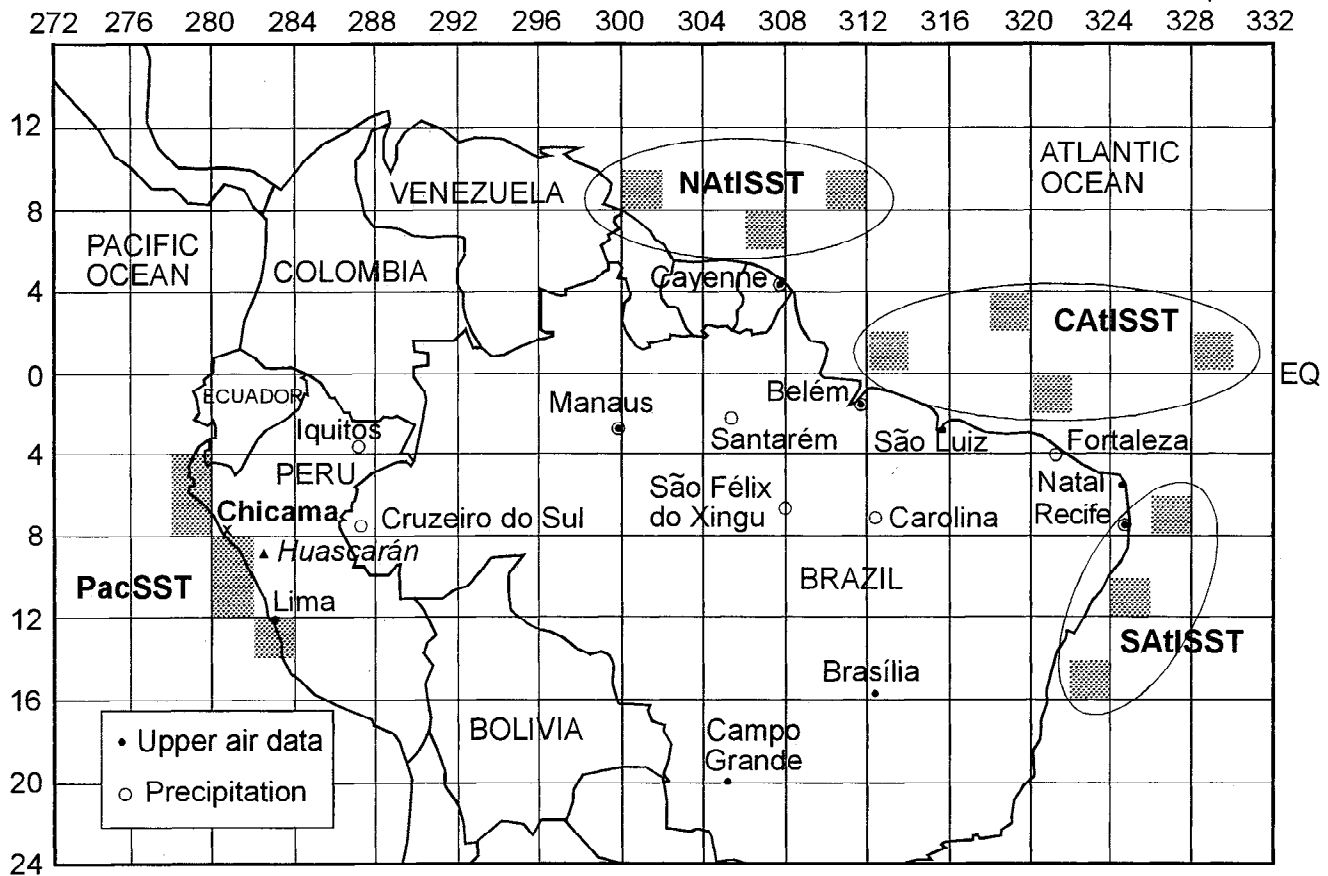 272 276 280 284 288 292 296 300 304 308 312 316 320 324 328 332
12
ATLANTIC
OCEAN
NAtlSST
VENEZUELA
8
PACIFIC
OCEAN
COLOMBIA
Cayenne
4
CAtlSST
0
EQ
ECUADOR
Belém
Manaus
Iquitos
Santarém
São Luiz
Fortaleza
4
PERU
Natal
São Félix
do Xingu
Chicama
Cruzeiro do Sul
Carolina
Recife
8
Huascarán
PacSST
BRAZIL
Lima
12
SAtlSST
Brasília
16
BOLIVIA
Campo
Grande
Upper air data
Precipitation
20
24